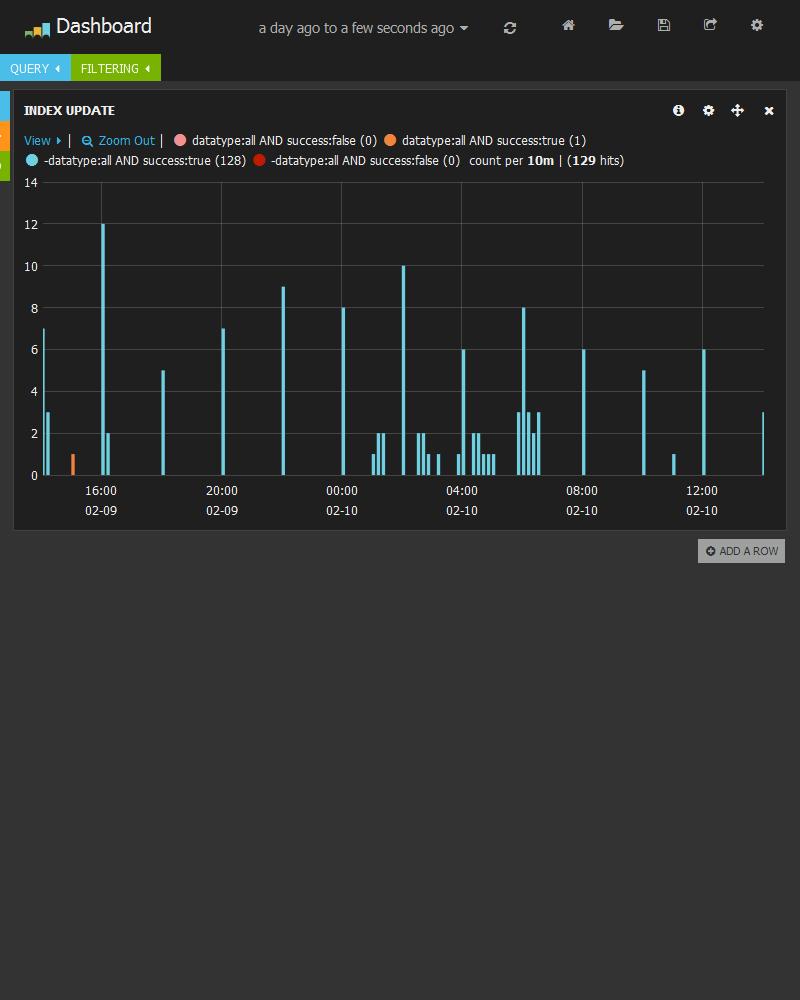 Dashboard
a day ago to a few seconds ago
QUERY FILTERING
INDEX UPDATE
View | Zoom Out | datatype:all AND success:false (0) datatype:all AND success:true (1)
-datatype:all AND success:true (128) -datatype:all AND success:false (0) count per 10m | (129 hits)
14
12
10
8
6
4
2
0
16:00 20:00 00:00 04:00 08:00 12:00
02-09 02-09 02-10 02-10 02-10 02-10
ADD A ROW